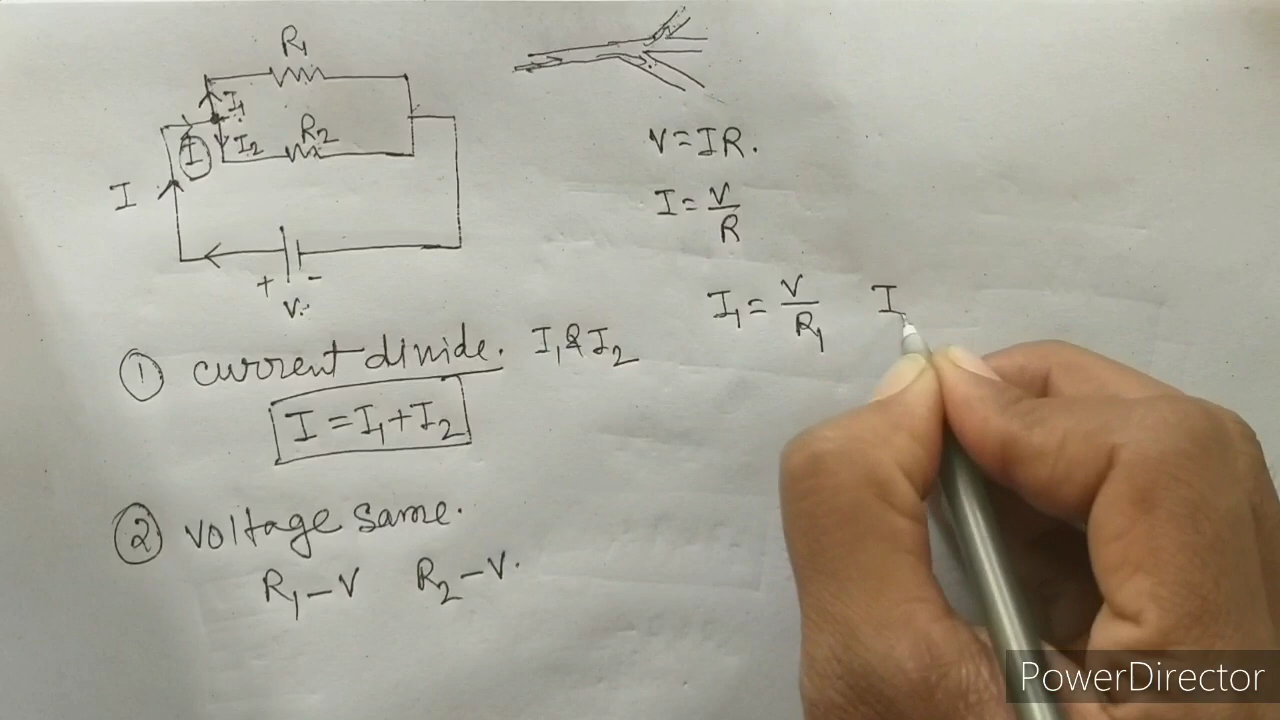 R₁
I₁
I
I₂
R₂
I
+ -
V.
① current divide. I₁ & I₂
I = I₁ + I₂
② voltage same.
R₁ – V R₂ – V.
V = IR.
I = V/R
I₁ = V/R₁ I
PowerDirector